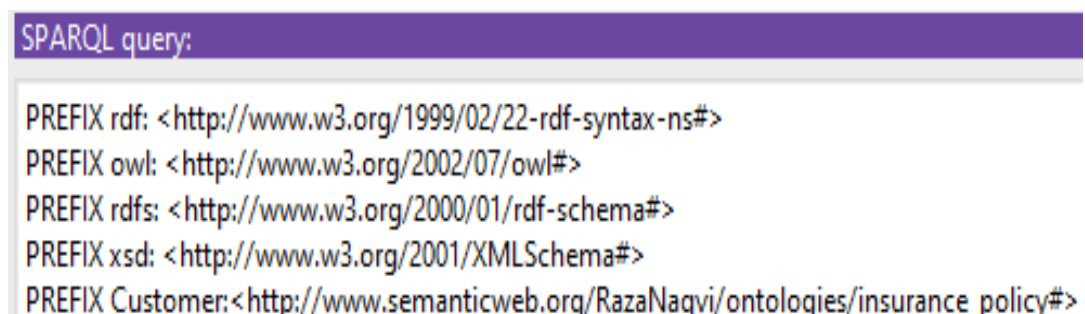 SPARQL query:
PREFIX rdf: <http://www.w3.org/1999/02/22-rdf-syntax-ns#>
PREFIX owl: <http://www.w3.org/2002/07/owl#>
PREFIX rdfs: <http://www.w3.org/2000/01/rdf-schema#>
PREFIX xsd: <http://www.w3.org/2001/XMLSchema#>
PREFIX Customer:<http://www.semanticweb.org/RazaNaqvi/ontologies/insurance_policy#>